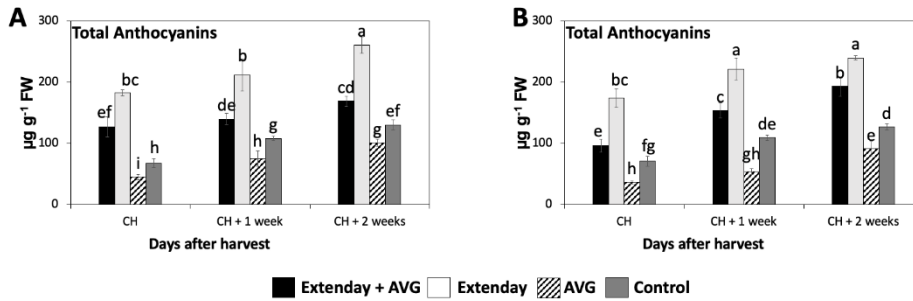 A
Total Anthocyanins
µg g⁻¹ FW
300
200
100
0
ef
bc
i
h
de
b
h
g
cd
a
g
ef
CH
CH + 1 week
CH + 2 weeks
Days after harvest
B
Total Anthocyanins
µg g⁻¹ FW
300
200
100
0
e
bc
h
fg
c
a
gh
de
b
a
e
d
CH
CH + 1 week
CH + 2 weeks
Days after harvest
Extenday + AVG Extenday AVG Control